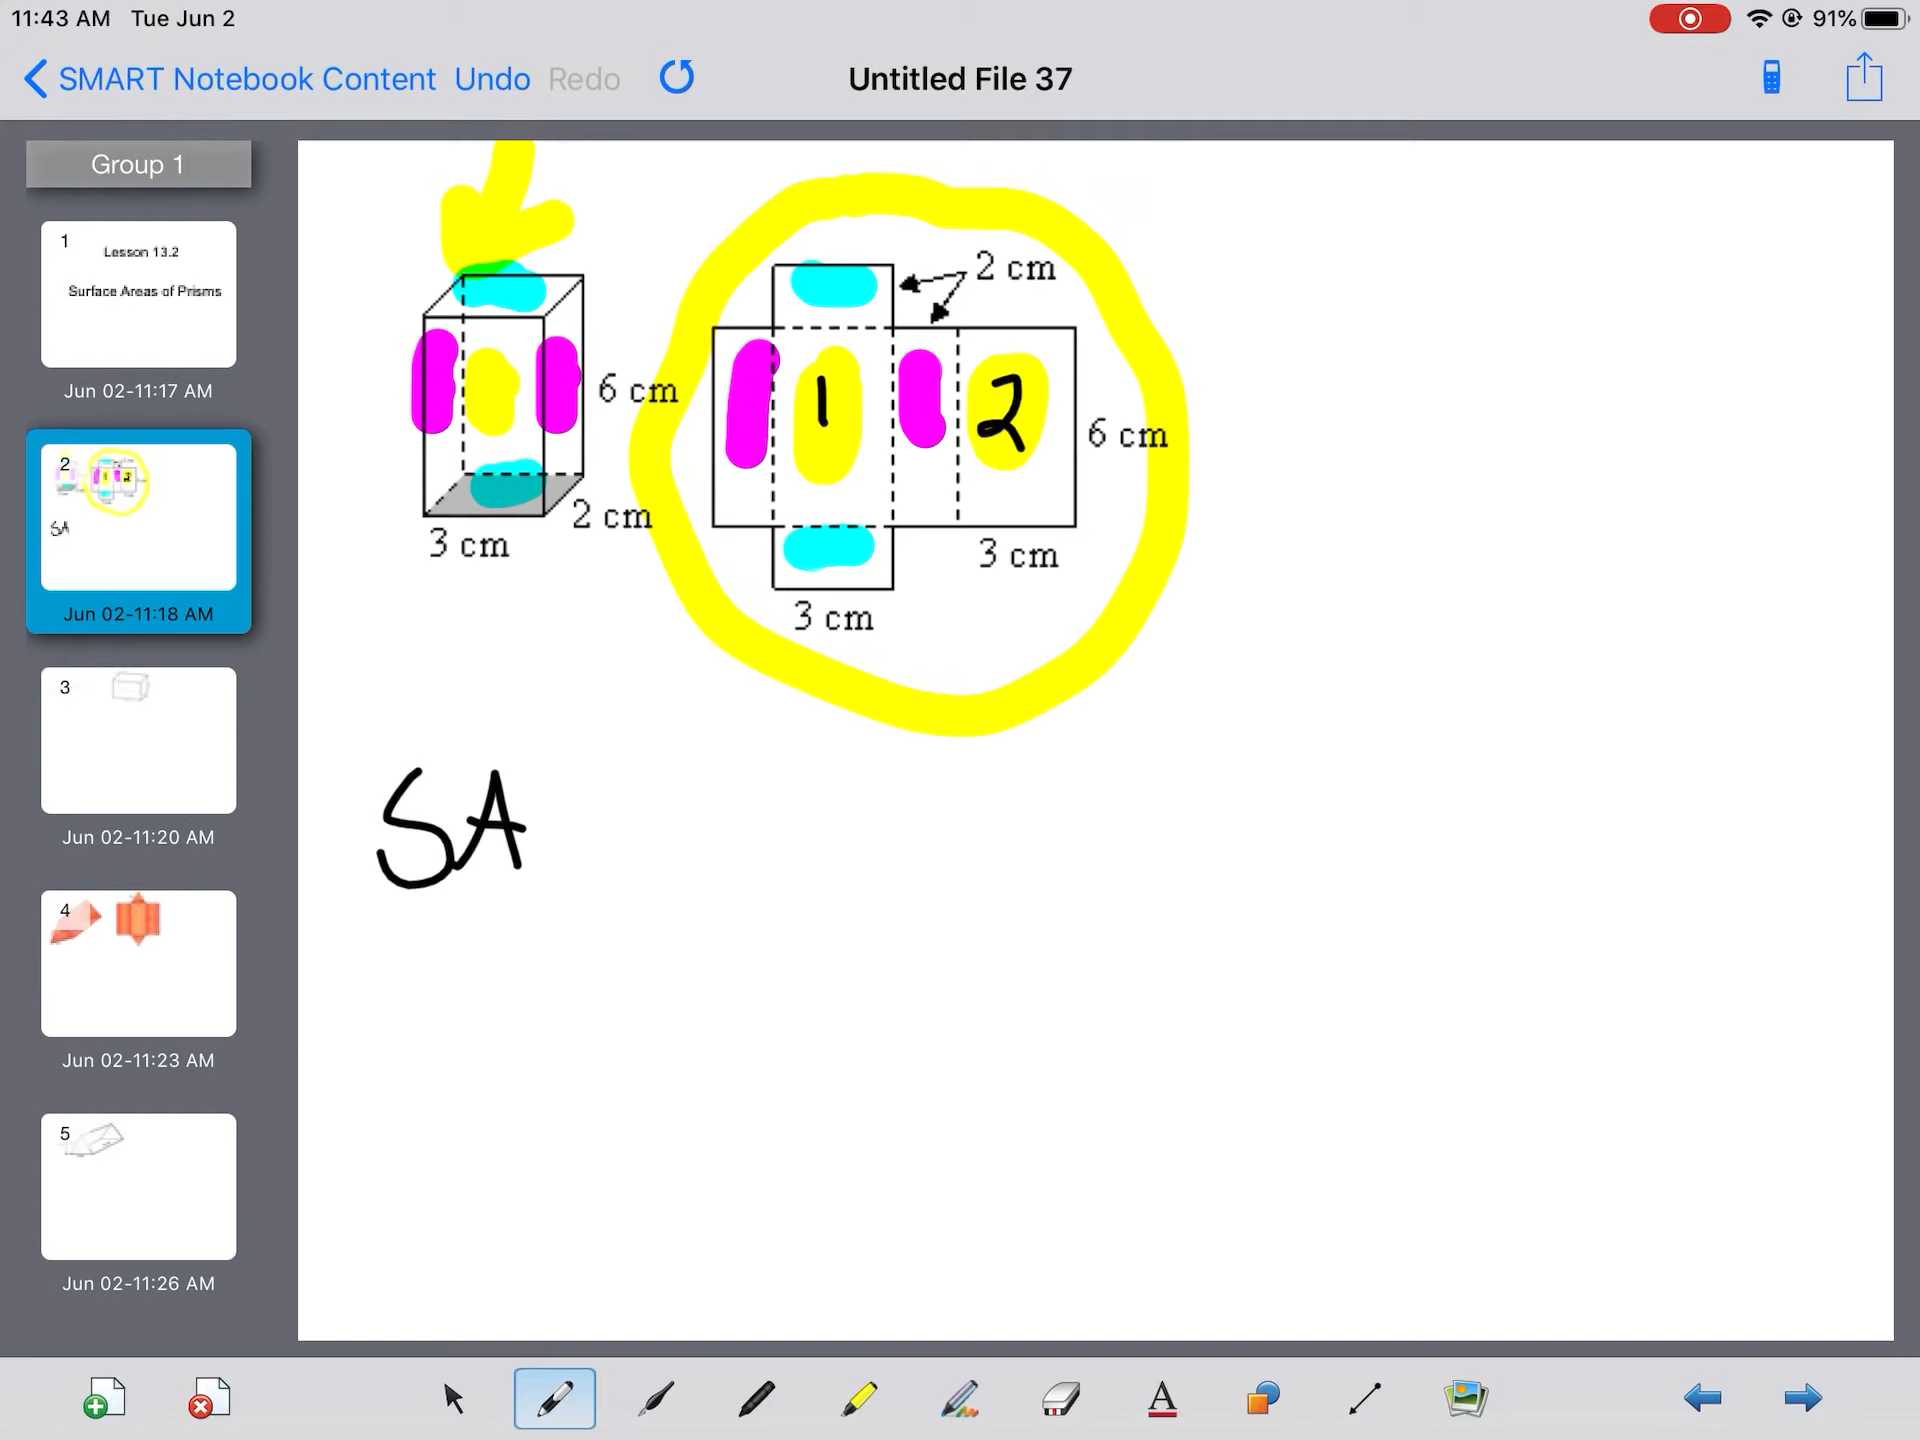 11:43 AM Tue Jun 2
91%
SMART Notebook Content Undo Redo
Untitled File 37
Group 1
1
Lesson 13.2
Surface Areas of Prisms
Jun 02-11:17 AM
2
SA
Jun 02-11:18 AM
3
Jun 02-11:20 AM
4
Jun 02-11:23 AM
5
Jun 02-11:26 AM
6 cm
2 cm
3 cm
2 cm
1
2
6 cm
3 cm
3 cm
SA
A